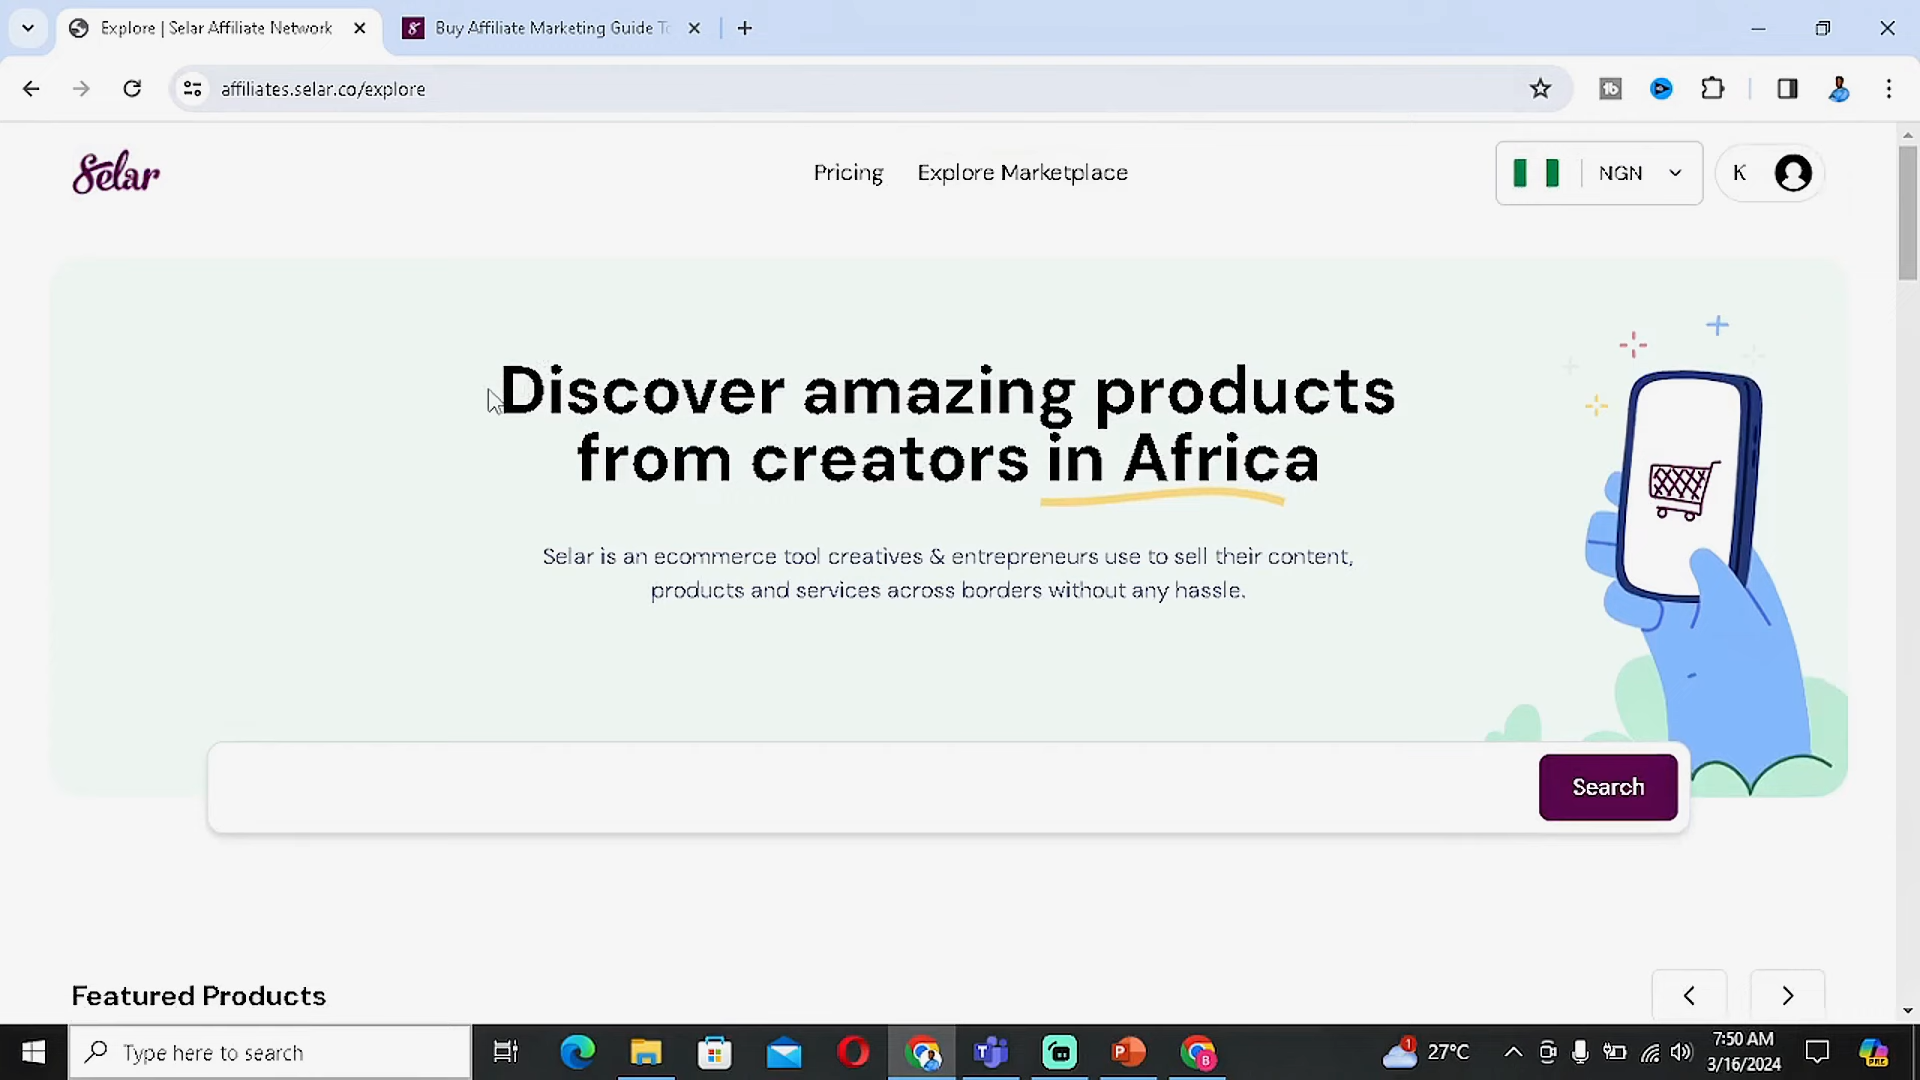 Explore | Selar Affiliate Network
Buy Affiliate Marketing Guide To
affiliates.selar.co/explore
Selar
Pricing
Explore Marketplace
NGN
K
Discover amazing products
from creators in Africa
Selar is an ecommerce tool creatives & entrepreneurs use to sell their content,
products and services across borders without any hassle.
Search
Featured Products
Type here to search
27°C
7:50 AM
3/16/2024